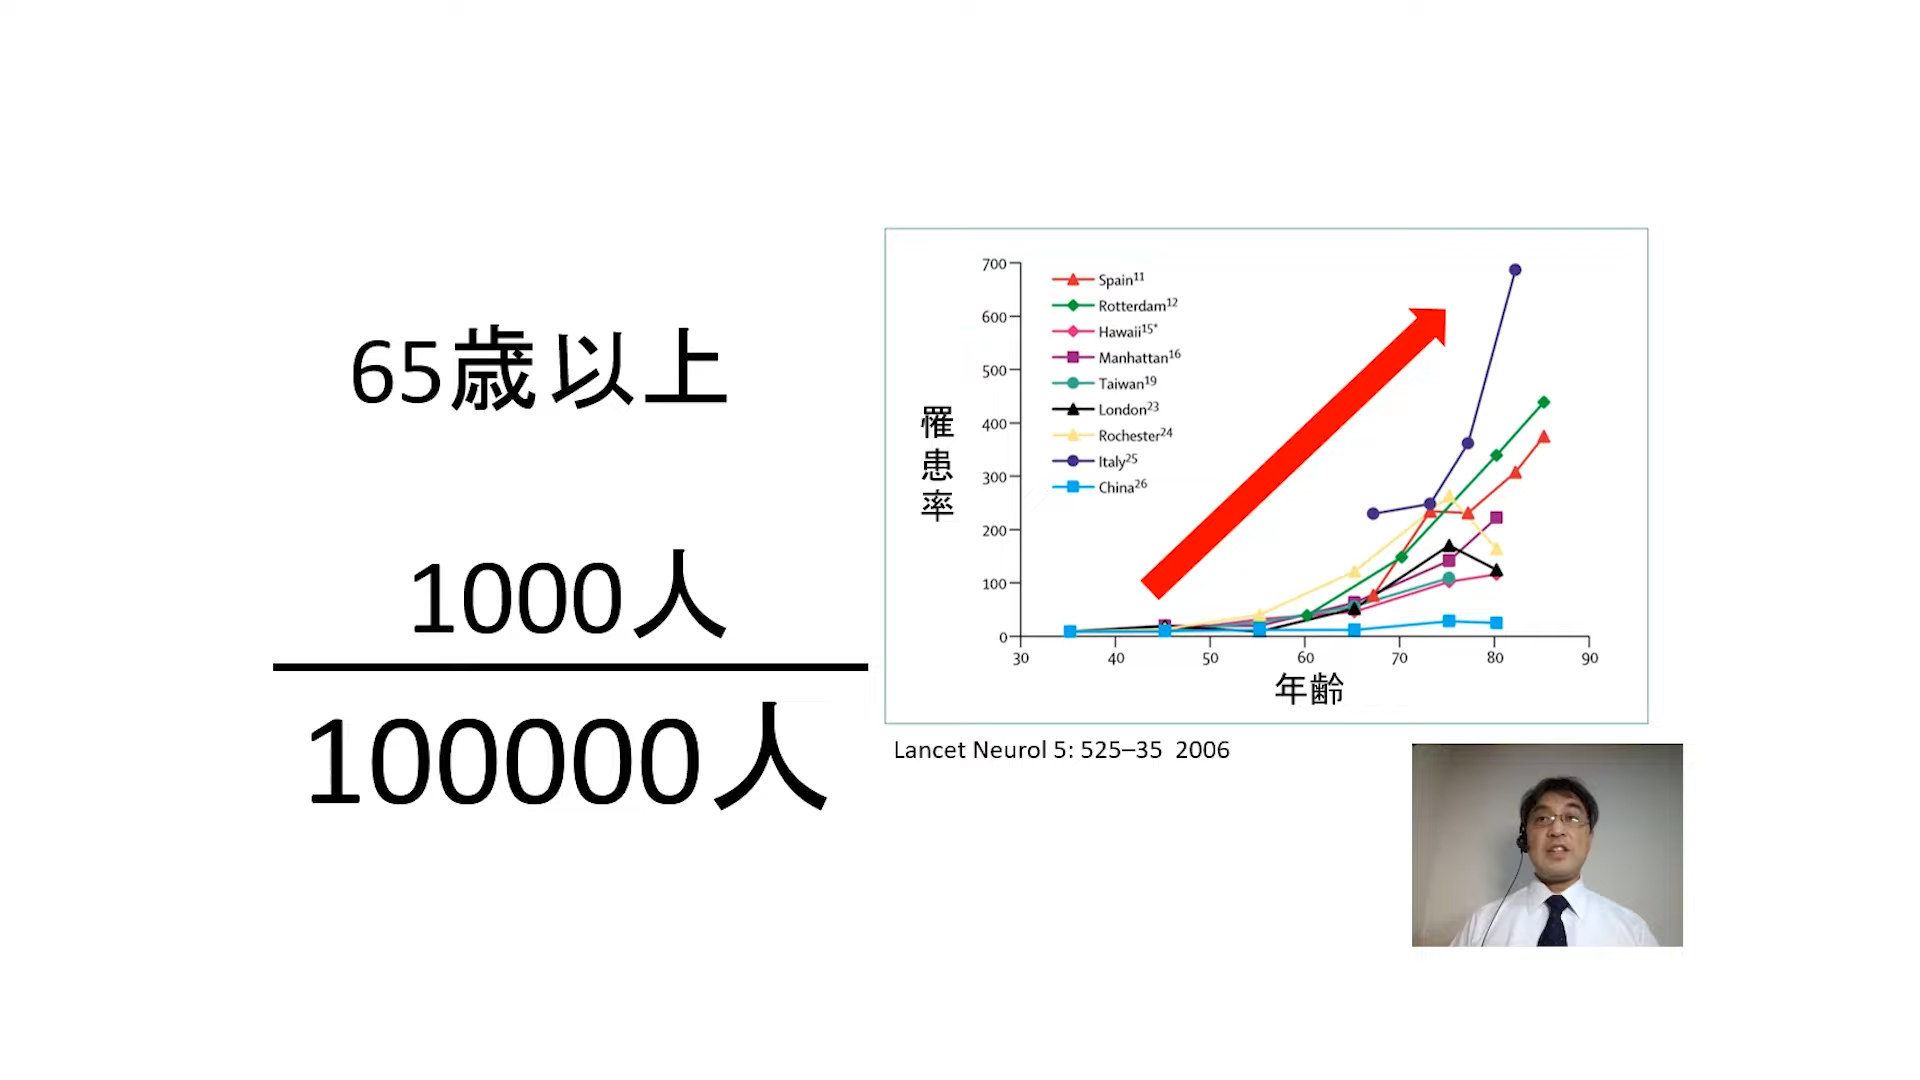 65歳以上
1000人
100000人
700
600
500
400
300
200
100
0
30 40 50 60 70 80 90
Spain11
Rotterdam12
Hawaii15*
Manhattan16
Taiwan19
London23
Rochester24
Italy25
China26
罹患率
年齢
Lancet Neurol 5: 525–35 2006